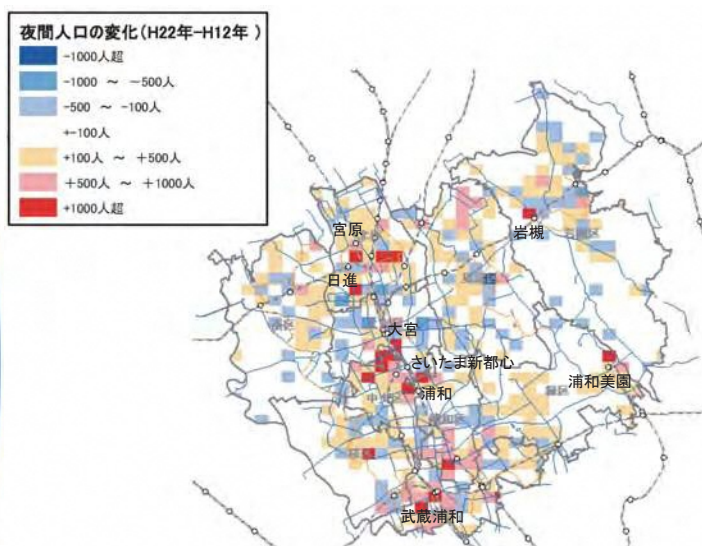 夜間人口の変化（H22年-H12年 ）
-1000人超
-1000 ～ -500人
-500 ～ -100人
+-100人
+100人 ～ +500人
+500人 ～ +1000人
+1000人超
宮原
岩槻
日進
大宮
さいたま新都心
浦和美園
浦和
武蔵浦和